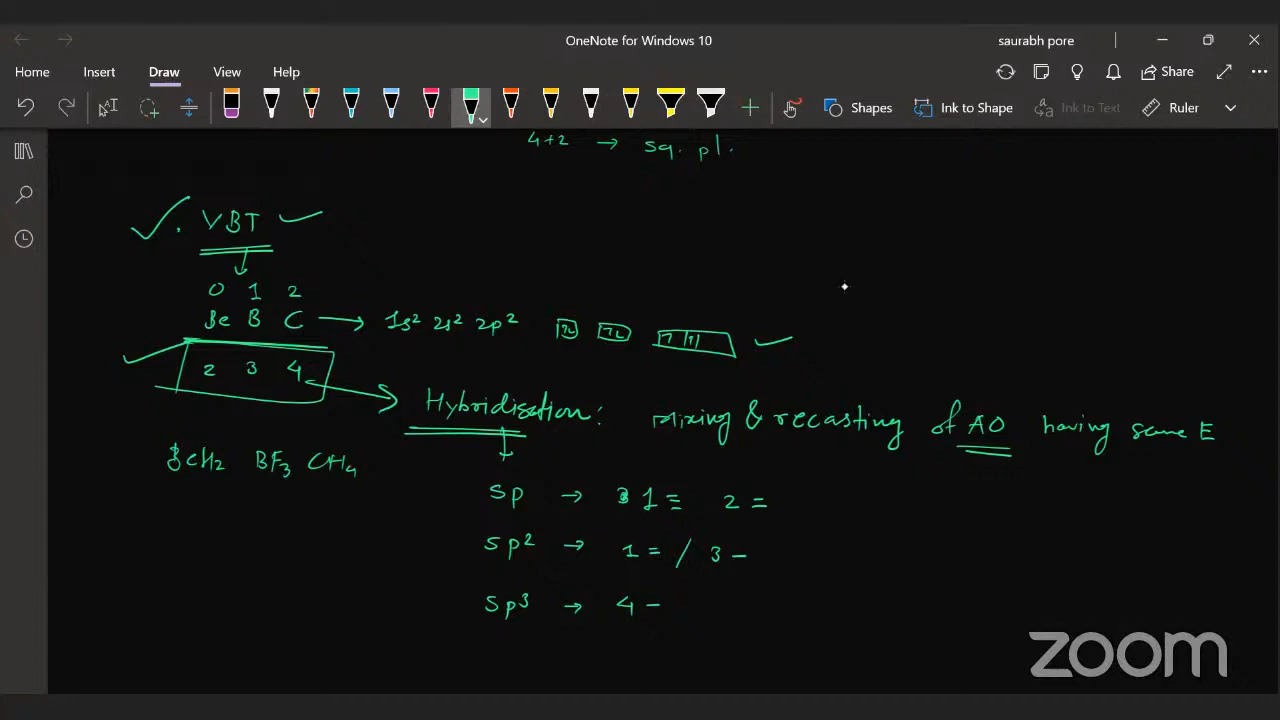 OneNote for Windows 10
saurabh pore
Home Insert Draw View Help
Share
Shapes Ink to Shape Ink to Text Ruler
4+2 → sq. pl.
. VBT
0 1 2
Be B C → 1s² 2s² 2p²
2 3 4
Hybridisation: mixing & recasting of AO having same E
BeH₂ BF₃ CH₄
sp → 1 ≡ 2 =
sp² → 1 = / 3 −
sp³ → 4 −
zoom